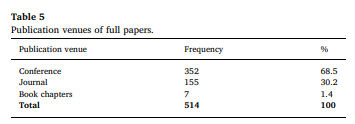 Table 5
Publication venues of full papers.
Publication venue Frequency %
Conference 352 68.5
Journal 155 30.2
Book chapters 7 1.4
Total 514 100